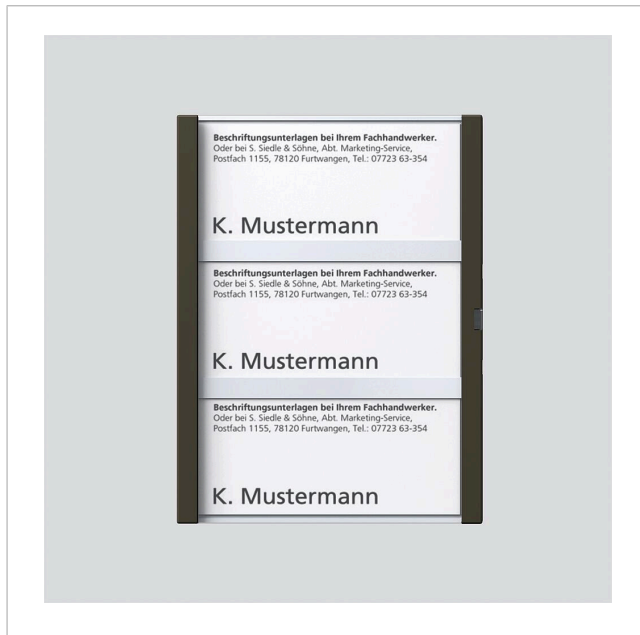 Beschriftungsunterlagen bei Ihrem Fachhandwerker.
Oder bei S. Siedle & Söhne, Abt. Marketing-Service,
Postfach 1155, 78120 Furtwangen, Tel.: 07723 63-354
K. Mustermann
Beschriftungsunterlagen bei Ihrem Fachhandwerker.
Oder bei S. Siedle & Söhne, Abt. Marketing-Service,
Postfach 1155, 78120 Furtwangen, Tel.: 07723 63-354
K. Mustermann
Beschriftungsunterlagen bei Ihrem Fachhandwerker.
Oder bei S. Siedle & Söhne, Abt. Marketing-Service,
Postfach 1155, 78120 Furtwangen, Tel.: 07723 63-354
K. Mustermann